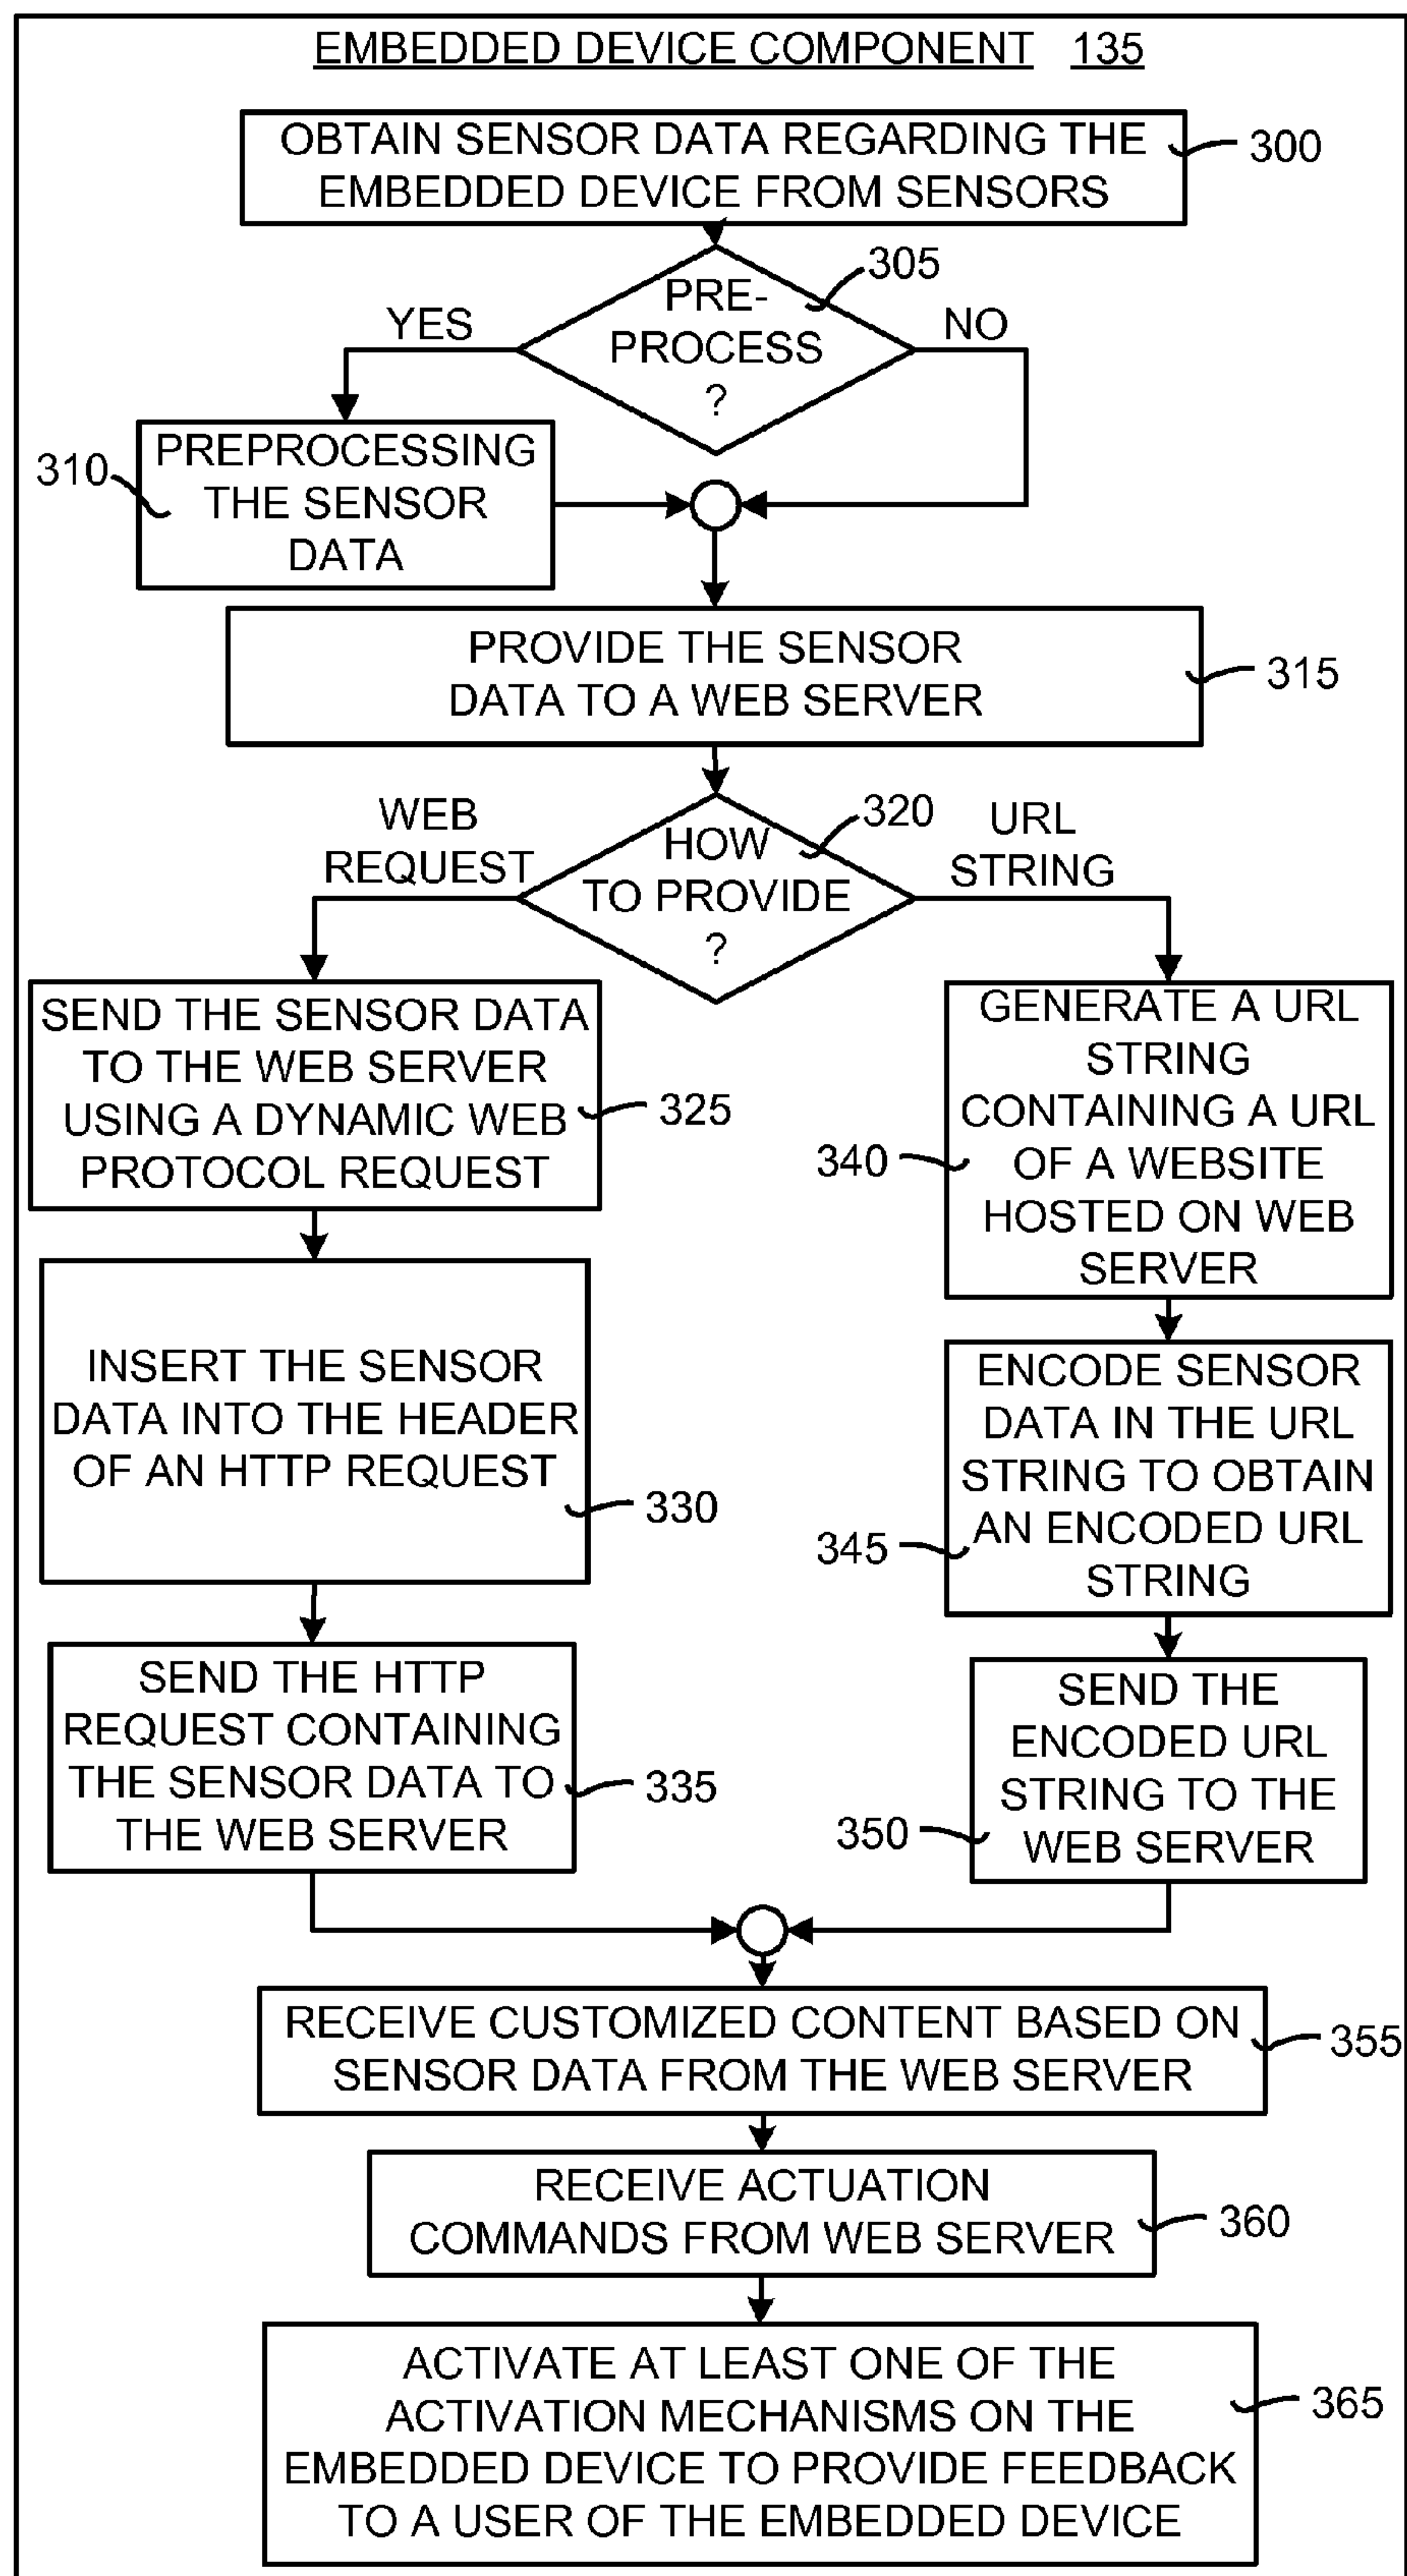 EMBEDDED DEVICE COMPONENT 135
OBTAIN SENSOR DATA REGARDING THE
EMBEDDED DEVICE FROM SENSORS
300
305
PRE-
PROCESS
?
YES
NO
310
PREPROCESSING
THE SENSOR
DATA
PROVIDE THE SENSOR
DATA TO A WEB SERVER
315
WEB
REQUEST
HOW
TO PROVIDE
?
320
URL
STRING
SEND THE SENSOR DATA
TO THE WEB SERVER
USING A DYNAMIC WEB
PROTOCOL REQUEST
325
INSERT THE SENSOR
DATA INTO THE HEADER
OF AN HTTP REQUEST
330
SEND THE HTTP
REQUEST CONTAINING
THE SENSOR DATA TO
THE WEB SERVER
335
GENERATE A URL
STRING
CONTAINING A URL
OF A WEBSITE
HOSTED ON WEB
SERVER
340
ENCODE SENSOR
DATA IN THE URL
STRING TO OBTAIN
AN ENCODED URL
STRING
345
SEND THE
ENCODED URL
STRING TO THE
WEB SERVER
350
RECEIVE CUSTOMIZED CONTENT BASED ON
SENSOR DATA FROM THE WEB SERVER
355
RECEIVE ACTUATION
COMMANDS FROM WEB SERVER
360
ACTIVATE AT LEAST ONE OF THE
ACTIVATION MECHANISMS ON THE
EMBEDDED DEVICE TO PROVIDE FEEDBACK
TO A USER OF THE EMBEDDED DEVICE
365